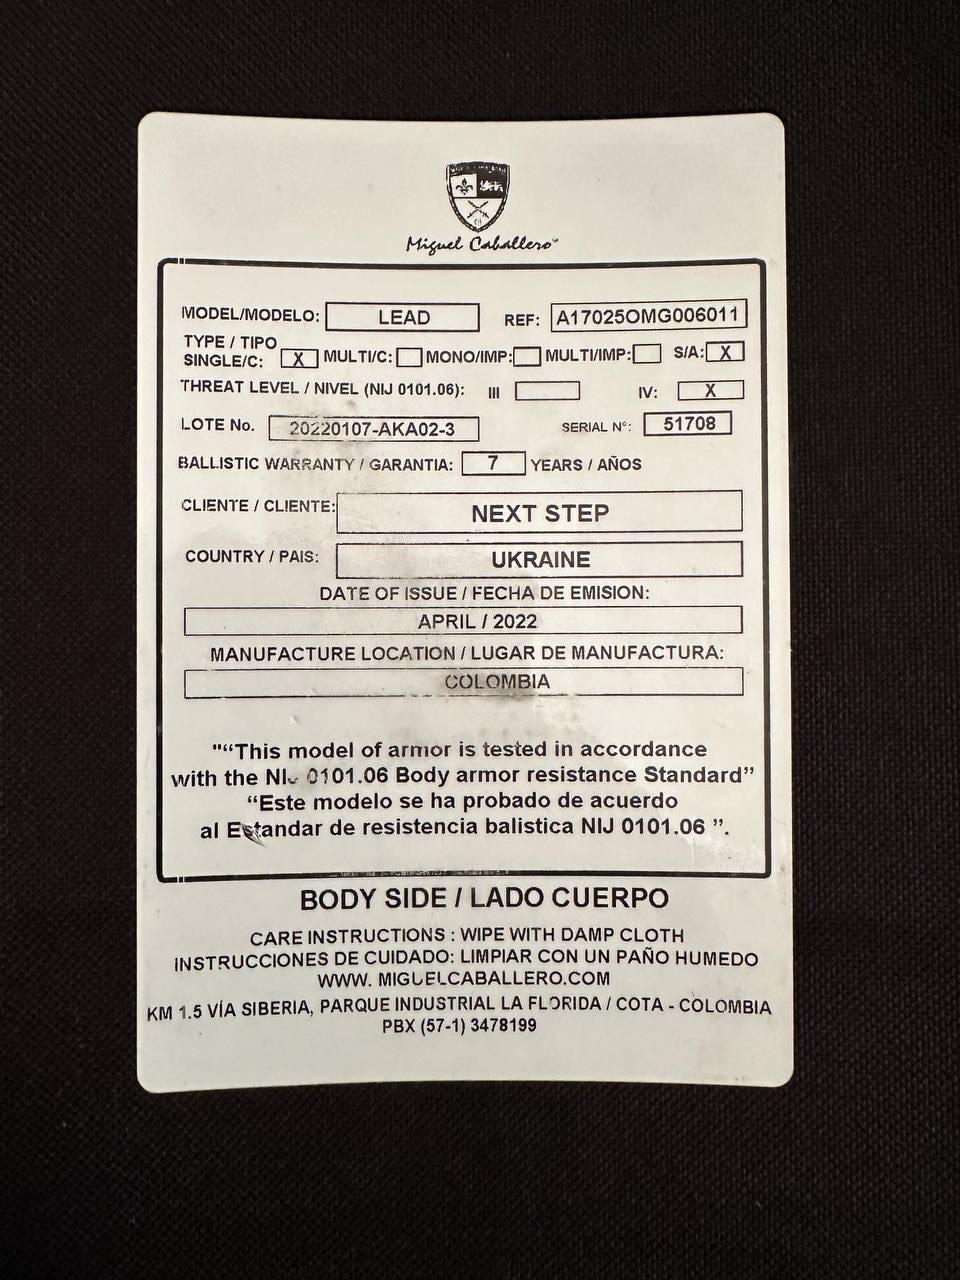 Miguel Caballero
MODEL/MODELO: LEAD REF: A17025OMG006011
TYPE / TIPO
SINGLE/C: X MULTI/C: MONO/IMP: MULTI/IMP: S/A: X
THREAT LEVEL / NIVEL (NIJ 0101.06): III IV: X
LOTE No. 20220107-AKA02-3 SERIAL N°: 51708
BALLISTIC WARRANTY / GARANTIA: 7 YEARS / AÑOS
CLIENTE / CLIENTE: NEXT STEP
COUNTRY / PAIS: UKRAINE
DATE OF ISSUE / FECHA DE EMISION:
APRIL / 2022
MANUFACTURE LOCATION / LUGAR DE MANUFACTURA:
COLOMBIA
"“This model of armor is tested in accordance
with the NIJ 0101.06 Body armor resistance Standard”
“Este modelo se ha probado de acuerdo
al Estandar de resistencia balistica NIJ 0101.06 ”.
BODY SIDE / LADO CUERPO
CARE INSTRUCTIONS : WIPE WITH DAMP CLOTH
INSTRUCCIONES DE CUIDADO: LIMPIAR CON UN PAÑO HUMEDO
WWW. MIGUELCABALLERO.COM
KM 1.5 VÍA SIBERIA, PARQUE INDUSTRIAL LA FLORIDA / COTA - COLOMBIA
PBX (57-1) 3478199